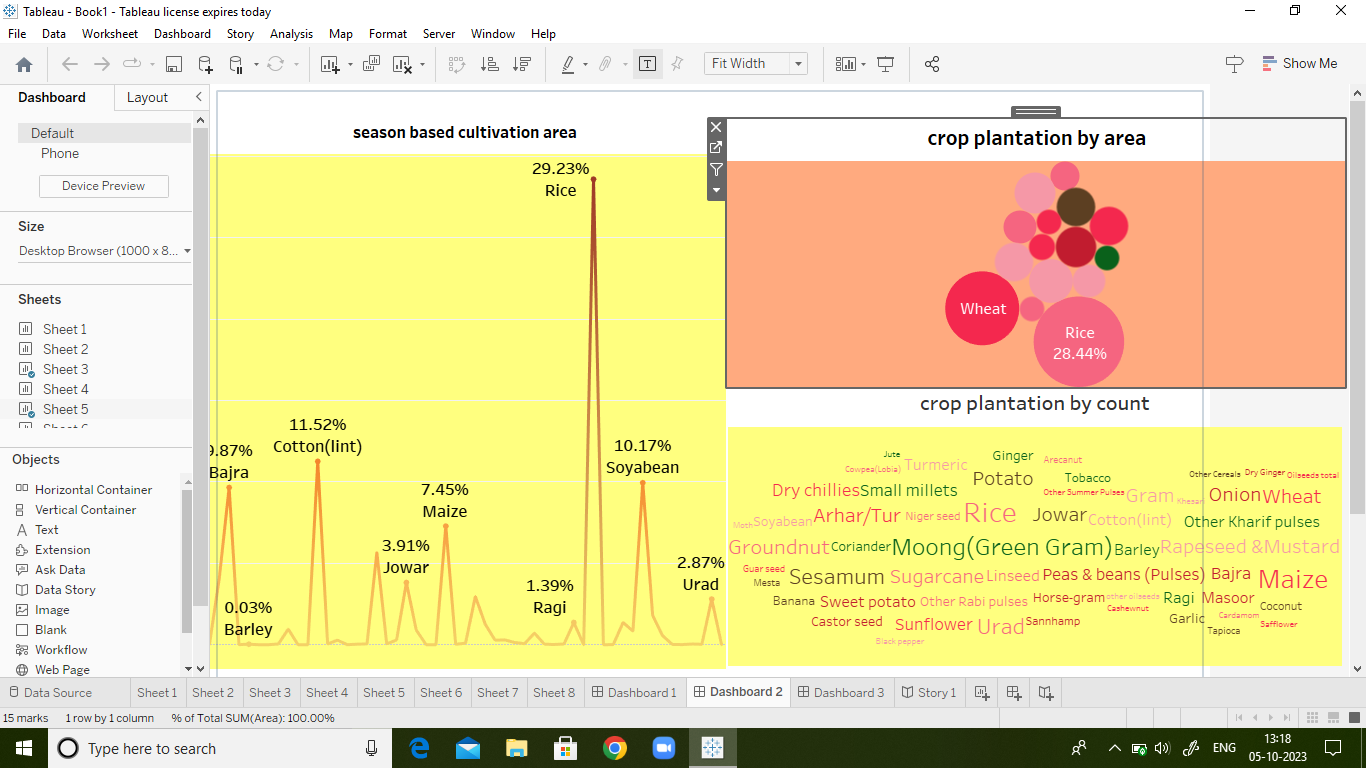 Tableau - Book1 - Tableau license expires today
File Data Worksheet Dashboard Story Analysis Map Format Server Window Help
Fit Width
Show Me
Dashboard Layout
Default
Phone
Device Preview
Size
Desktop Browser (1000 x 8...
Sheets
Sheet 1
Sheet 2
Sheet 3
Sheet 4
Sheet 5
Objects
Horizontal Container
Vertical Container
Text
Extension
Ask Data
Data Story
Image
Blank
Workflow
Web Page
season based cultivation area
29.23%
Rice
11.52%
Cotton(lint)
9.87%
Bajra
10.17%
Soyabean
7.45%
Maize
3.91%
Jowar
2.87%
Urad
1.39%
Ragi
0.03%
Barley
crop plantation by area
Wheat
Rice
28.44%
crop plantation by count
Jute Ginger Arecanut
Cowpea(Lobia) Turmeric Potato Tobacco Other Cereals Dry Ginger Oilseeds total
Dry chillies Small millets Other Summer Pulses Gram Khesari Onion Wheat
Moth Soyabean Arhar/Tur Niger seed Rice Jowar Cotton(lint) Other Kharif pulses
Groundnut Coriander Moong(Green Gram) Barley Rapeseed &Mustard
Guar seed Mesta Sesamum Sugarcane Linseed Peas & beans (Pulses) Bajra Maize
Banana Sweet potato Other Rabi pulses Horse-gram other oilseeds Ragi Masoor Coconut
Castor seed Sunflower Urad Sannhamp Cashewnut Garlic Cardamom Safflower
Black pepper Tapioca
Data Source Sheet 1 Sheet 2 Sheet 3 Sheet 4 Sheet 5 Sheet 6 Sheet 7 Sheet 8 Dashboard 1 Dashboard 2 Dashboard 3 Story 1
15 marks 1 row by 1 column % of Total SUM(Area): 100.00%
Type here to search
ENG
13:18
05-10-2023